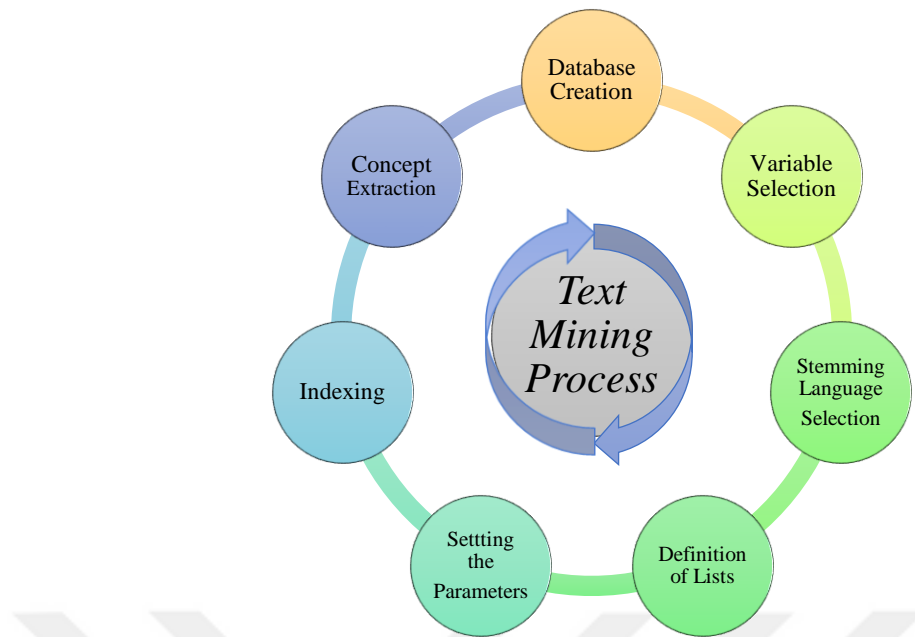 Database
Creation
Variable
Selection
Stemming
Language
Selection
Definition
of Lists
Settting
the
Parameters
Indexing
Concept
Extraction
Text
Mining
Process